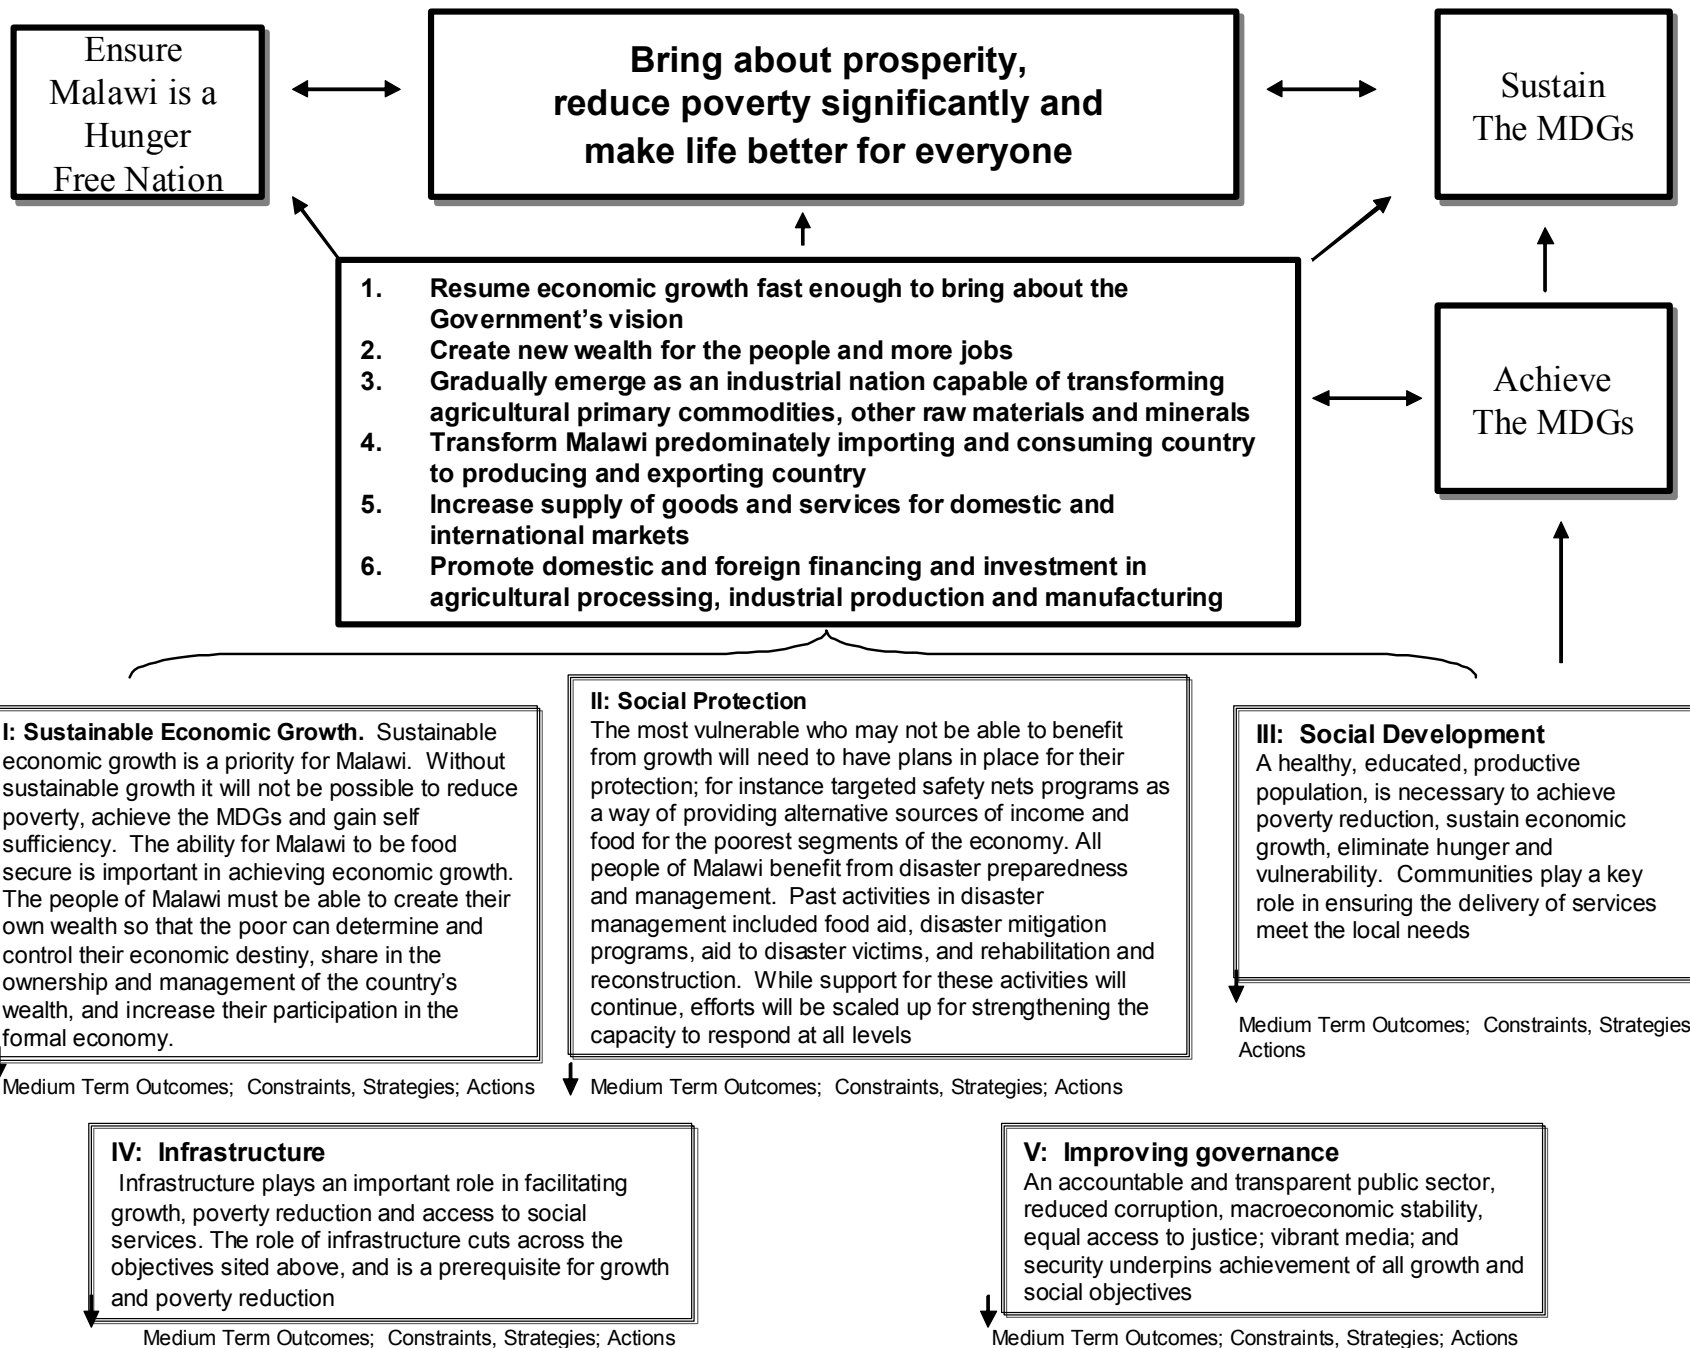 Ensure
Malawi is a
Hunger
Free Nation
Bring about prosperity,
reduce poverty significantly and
make life better for everyone
Sustain
The MDGs
1. Resume economic growth fast enough to bring about the
Government’s vision
2. Create new wealth for the people and more jobs
3. Gradually emerge as an industrial nation capable of transforming
agricultural primary commodities, other raw materials and minerals
4. Transform Malawi predominately importing and consuming country
to producing and exporting country
5. Increase supply of goods and services for domestic and
international markets
6. Promote domestic and foreign financing and investment in
agricultural processing, industrial production and manufacturing
Achieve
The MDGs
I: Sustainable Economic Growth. Sustainable
economic growth is a priority for Malawi. Without
sustainable growth it will not be possible to reduce
poverty, achieve the MDGs and gain self
sufficiency. The ability for Malawi to be food
secure is important in achieving economic growth.
The people of Malawi must be able to create their
own wealth so that the poor can determine and
control their economic destiny, share in the
ownership and management of the country’s
wealth, and increase their participation in the
formal economy.
Medium Term Outcomes; Constraints, Strategies; Actions
II: Social Protection
The most vulnerable who may not be able to benefit
from growth will need to have plans in place for their
protection; for instance targeted safety nets programs as
a way of providing alternative sources of income and
food for the poorest segments of the economy. All
people of Malawi benefit from disaster preparedness
and management. Past activities in disaster
management included food aid, disaster mitigation
programs, aid to disaster victims, and rehabilitation and
reconstruction. While support for these activities will
continue, efforts will be scaled up for strengthening the
capacity to respond at all levels
Medium Term Outcomes; Constraints, Strategies; Actions
III: Social Development
A healthy, educated, productive
population, is necessary to achieve
poverty reduction, sustain economic
growth, eliminate hunger and
vulnerability. Communities play a key
role in ensuring the delivery of services
meet the local needs
Medium Term Outcomes; Constraints, Strategies
Actions
IV: Infrastructure
Infrastructure plays an important role in facilitating
growth, poverty reduction and access to social
services. The role of infrastructure cuts across the
objectives sited above, and is a prerequisite for growth
and poverty reduction
Medium Term Outcomes; Constraints, Strategies; Actions
V: Improving governance
An accountable and transparent public sector,
reduced corruption, macroeconomic stability,
equal access to justice; vibrant media; and
security underpins achievement of all growth and
social objectives
Medium Term Outcomes; Constraints, Strategies; Actions